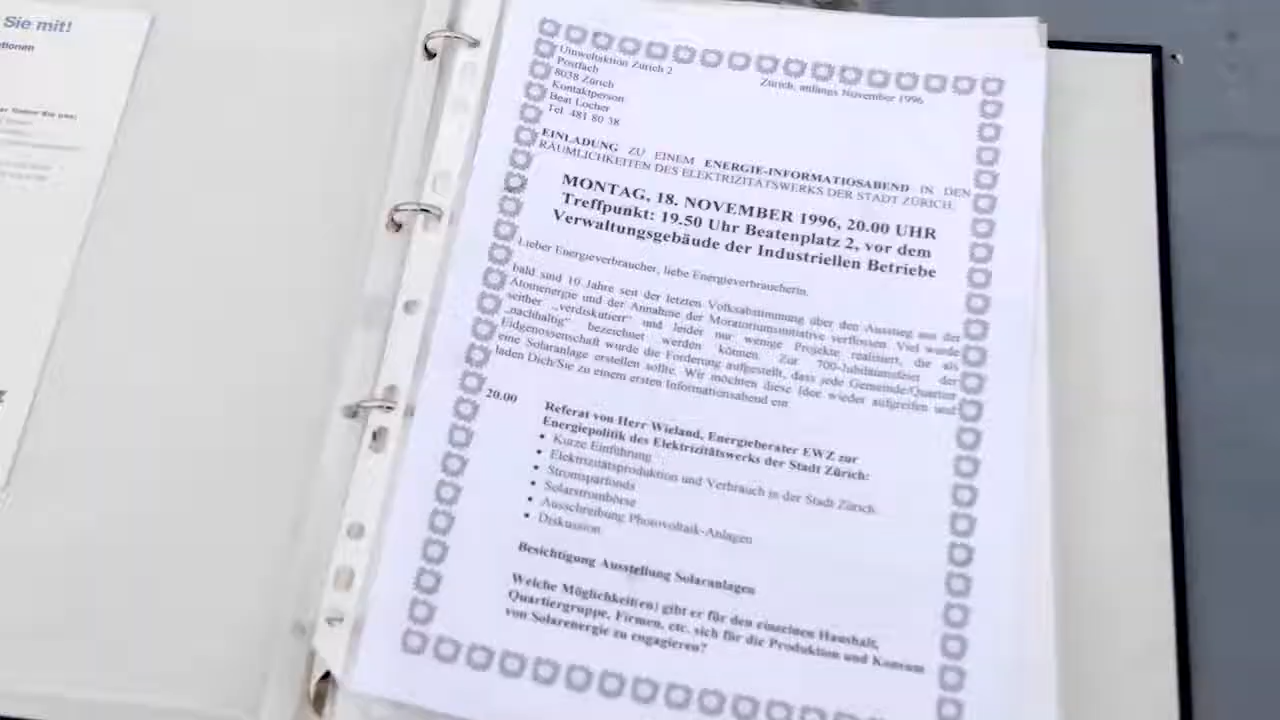 Sie mit!
tionen
Umweltaktion Zürich 2
Postfach
8038 Zürich
Kontaktperson
Beat Locher
Tel 481 80 38
Zürich, anfangs November 1996
EINLADUNG ZU EINEM ENERGIE-INFORMATIOSABEND IN DEN
RÄUMLICHKEITEN DES ELEKTRIZITÄTSWERKS DER STADT ZÜRICH.
MONTAG, 18. NOVEMBER 1996, 20.00 UHR
Treffpunkt: 19.50 Uhr Beatenplatz 2, vor dem
Verwaltungsgebäude der Industriellen Betriebe
Lieber Energieverbraucher, liebe Energieverbraucherin.
bald sind 10 Jahre seit der letzten Volksabstimmung über den Ausstieg aus der
Atomenergie und der Annahme der Moratoriumsinitiative verflossen. Viel wurde
seither „verdiskutiert" und leider nur wenige Projekte realisiert, die als
„nachhaltig" bezeichnet werden können. Zur 700-Jubiläumsfeier der
Eidgenossenschaft wurde die Forderung aufgestellt, dass jede Gemeinde/Quartier
eine Solaranlage erstellen sollte. Wir möchten diese Idee wieder aufgreifen und
laden Dich/Sie zu einem ersten Informationsabend ein
20.00 Referat von Herr Wieland, Energieberater EWZ zur
Energiepolitik des Elektrizitätswerks der Stadt Zürich:
• Kurze Einführung
• Elektrizitätsproduktion und Verbrauch in der Stadt Zürich
• Stromsparfonds
• Solarstrombörse
• Ausschreibung Photovoltaik-Anlagen
• Diskussion
Besichtigung Ausstellung Solaranlagen
Welche Möglichkeit(en) gibt er für den einzelnen Haushalt,
Quartiergruppe, Firmen, etc. sich für die Produktion und Konsum
von Solarenergie zu engagieren?